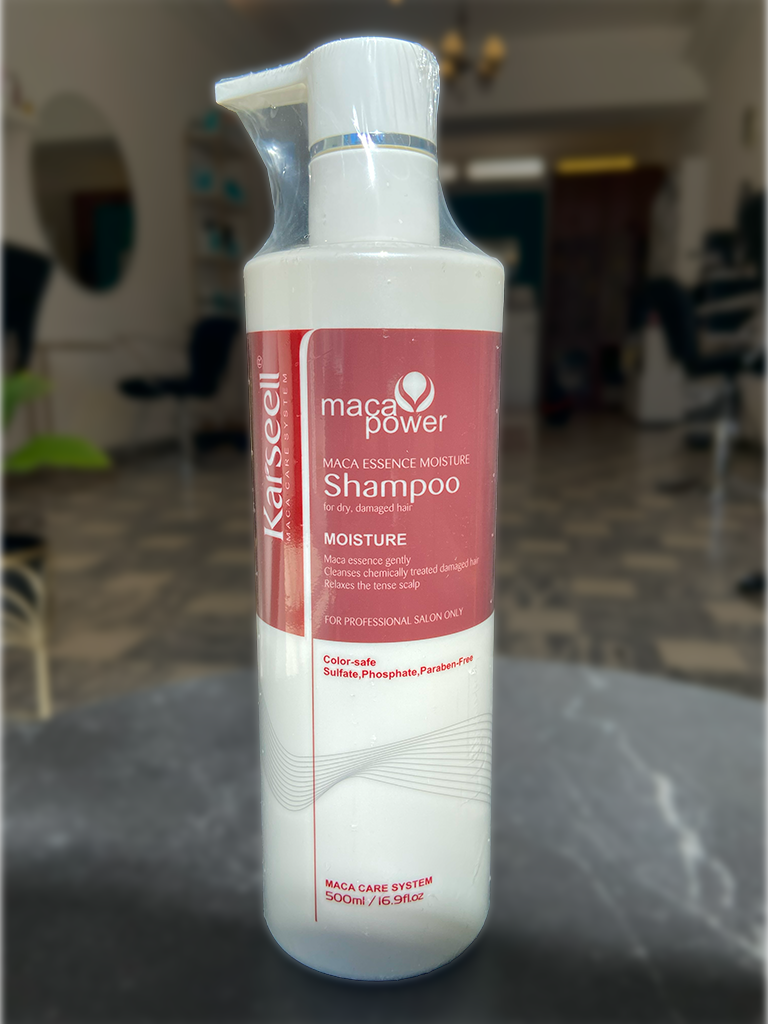 Karseell®
MACA CARE SYSTEM
maca
power
MACA ESSENCE MOISTURE
Shampoo
for dry, damaged hair
MOISTURE
Maca essence gently
Cleanses chemically treated damaged hair
Relaxes the tense scalp
FOR PROFESSIONAL SALON ONLY
Color-safe
Sulfate,Phosphate,Paraben-Free
MACA CARE SYSTEM
500ml / 16.9fl.oz